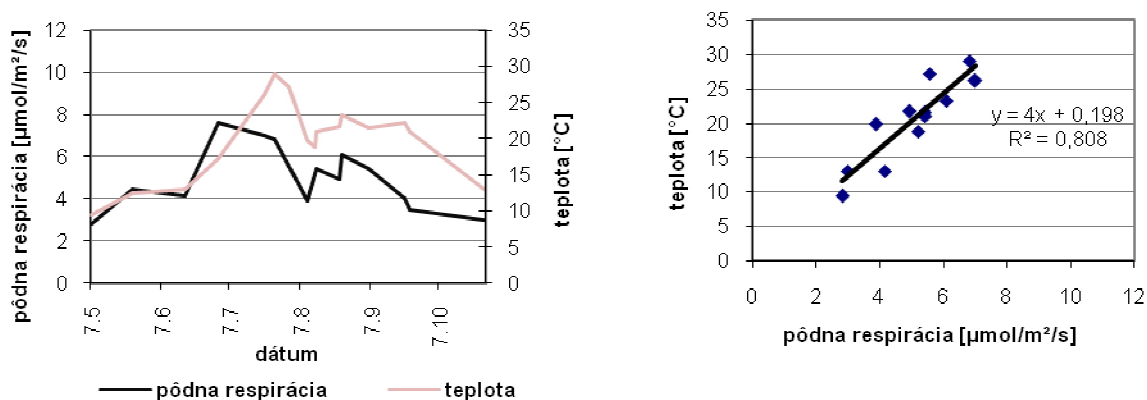 pôdna respirácia [µmol/m²/s]
12
10
8
6
4
2
0
35
30
25
20
15
10
5
0
teplota [°C]
7.5
7.6
7.7
7.8
7.9
7.10
dátum
pôdna respirácia
teplota
teplota [°C]
35
30
25
20
15
10
5
0
y = 4x + 0,198
R² = 0,808
0 2 4 6 8 10 12
pôdna respirácia [µmol/m²/s]